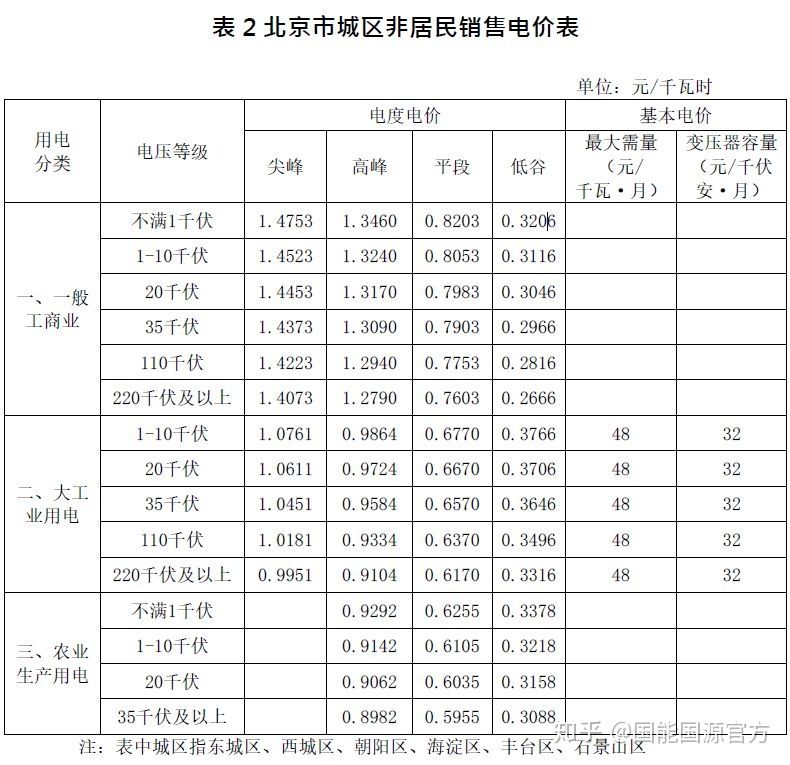 表 2 北京市城区非居民销售电价表
单位：元/千瓦时
用电分类 电压等级 电度电价 基本电价
尖峰 高峰 平段 低谷 最大需量（元/千瓦·月） 变压器容量（元/千伏安·月）
一、一般工商业
不满1千伏 1.4753 1.3460 0.8203 0.3206
1-10千伏 1.4523 1.3240 0.8053 0.3116
20千伏 1.4453 1.3170 0.7983 0.3046
35千伏 1.4373 1.3090 0.7903 0.2966
110千伏 1.4223 1.2940 0.7753 0.2816
220千伏及以上 1.4073 1.2790 0.7603 0.2666
二、大工业用电
1-10千伏 1.0761 0.9864 0.6770 0.3766 48 32
20千伏 1.0611 0.9724 0.6670 0.3706 48 32
35千伏 1.0451 0.9584 0.6570 0.3646 48 32
110千伏 1.0181 0.9334 0.6370 0.3496 48 32
220千伏及以上 0.9951 0.9104 0.6170 0.3316 48 32
三、农业生产用电
不满1千伏 0.9292 0.6255 0.3378
1-10千伏 0.9142 0.6105 0.3218
20千伏 0.9062 0.6035 0.3158
35千伏及以上 0.8982 0.5955 0.3088
注：表中城区指东城区、西城区、朝阳区、海淀区、丰台区、石景山区
知乎 @国能国源官方